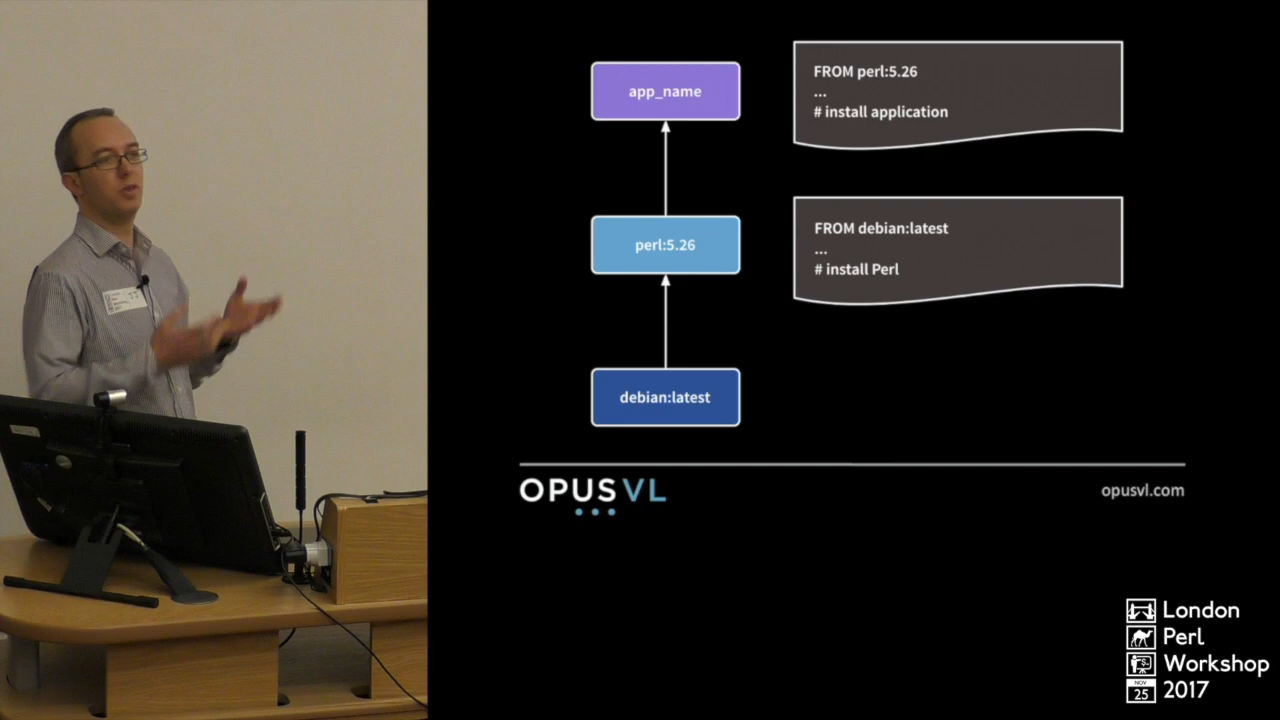 app_name
FROM perl:5.26
...
# install application
perl:5.26
FROM debian:latest
...
# install Perl
debian:latest
OPUSVL
opusvl.com
London
Perl
Workshop
NOV
25
2017